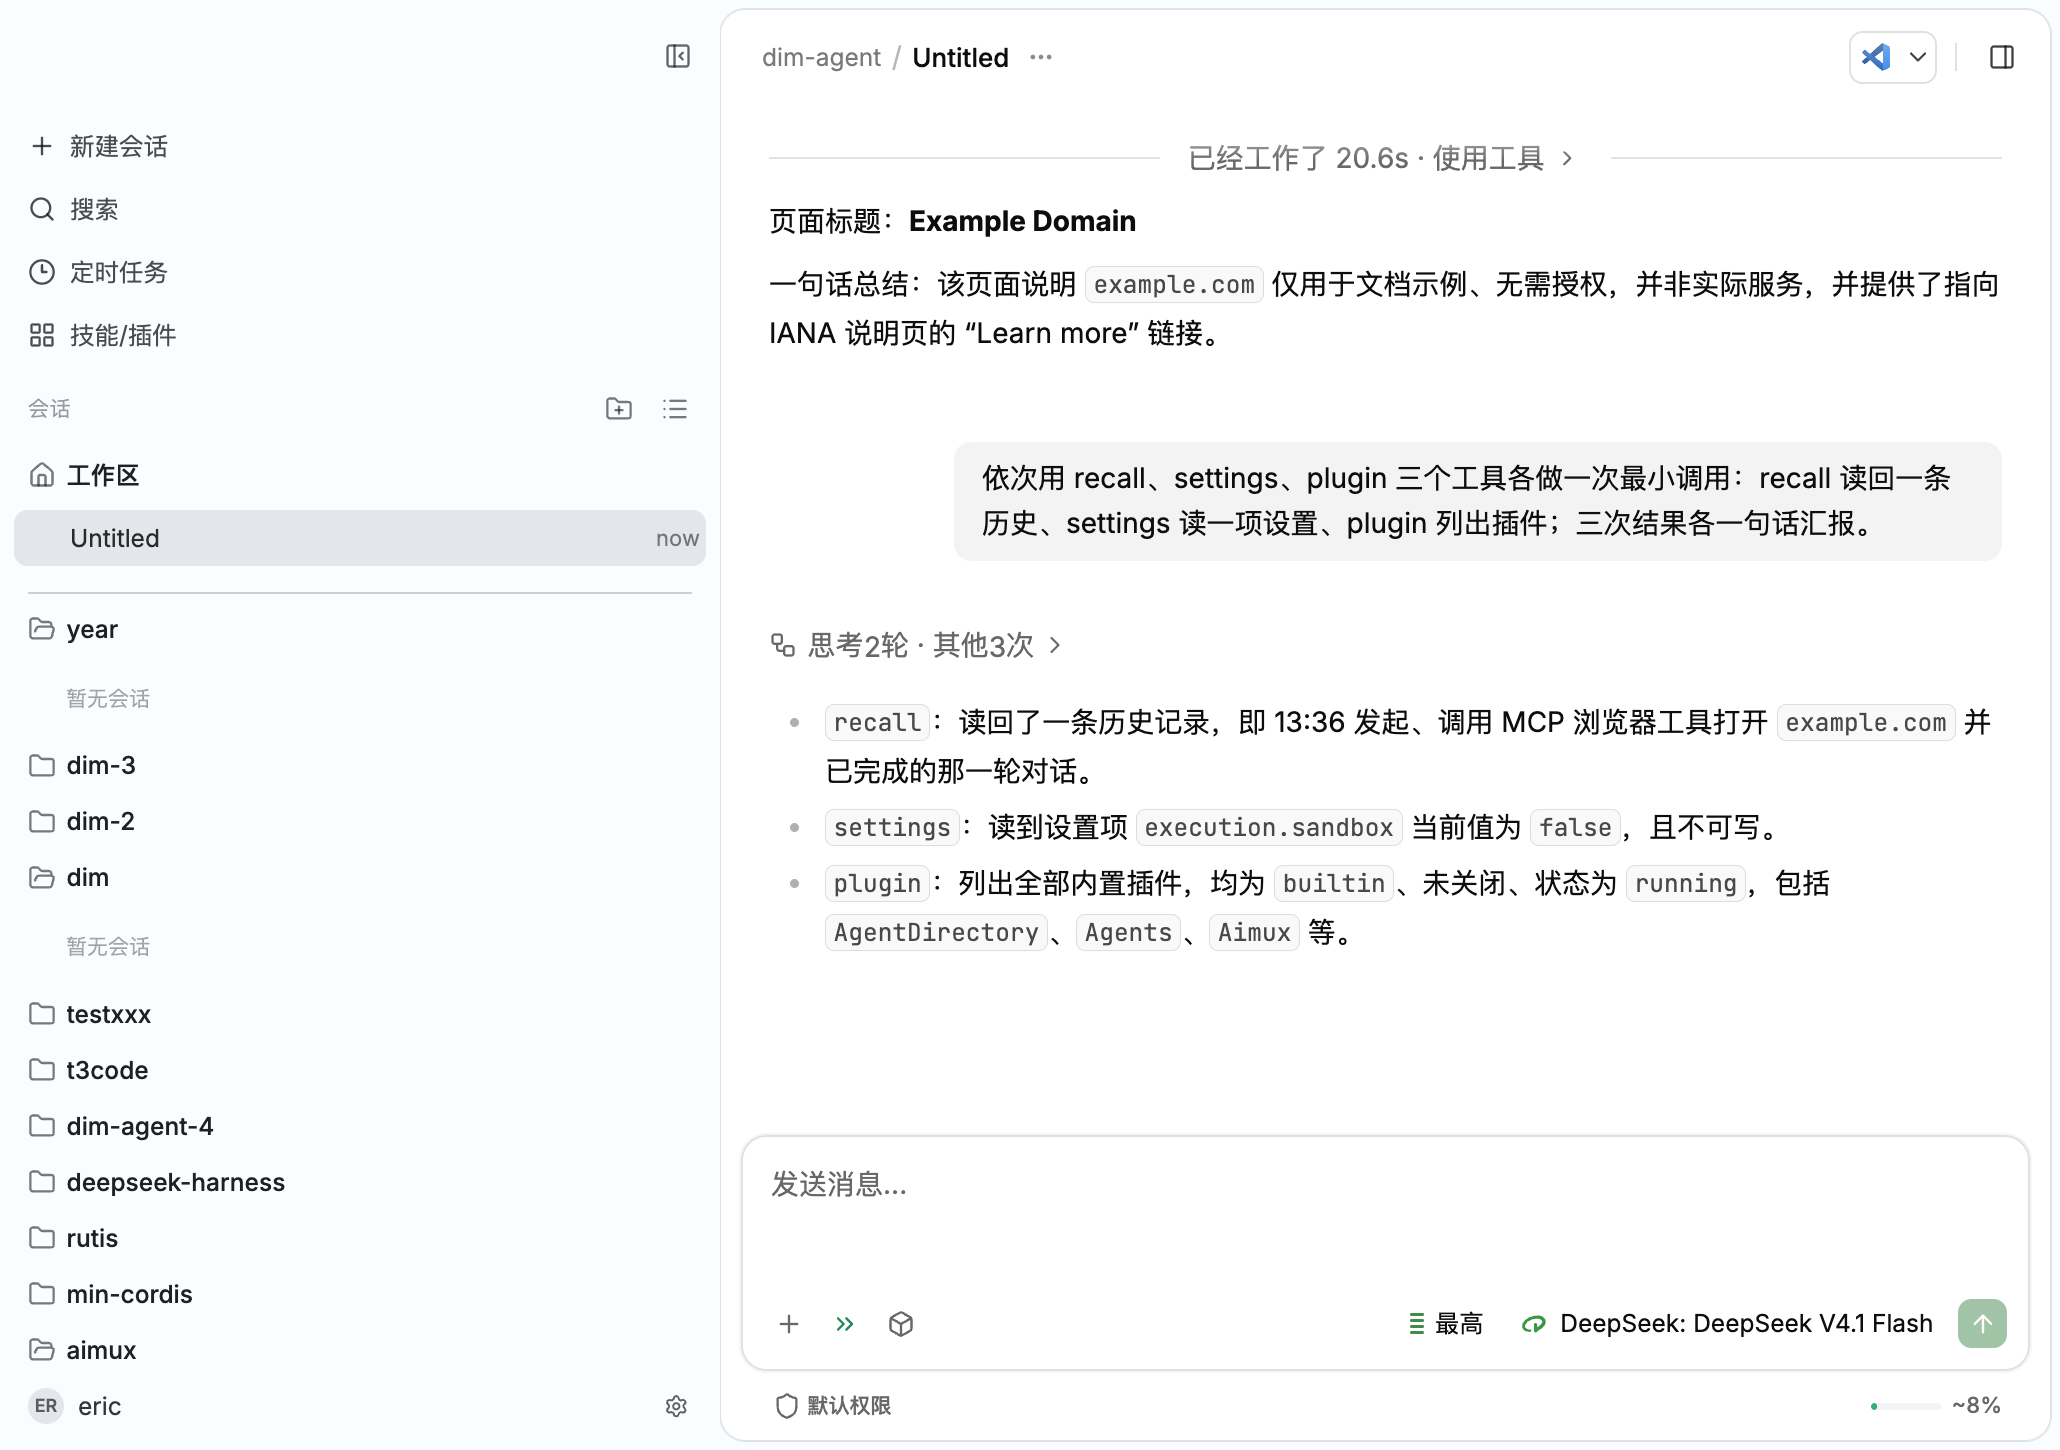 新建会话
搜索
定时任务
技能/插件
会话
工作区
Untitled now
year
暂无会话
dim-3
dim-2
dim
暂无会话
testxxx
t3code
dim-agent-4
deepseek-harness
rutis
min-cordis
aimux
ER eric
dim-agent / Untitled ···
已经工作了 20.6s · 使用工具
页面标题：Example Domain
一句话总结：该页面说明 example.com 仅用于文档示例、无需授权，并非实际服务，并提供了指向
IANA 说明页的 “Learn more” 链接。
依次用 recall、settings、plugin 三个工具各做一次最小调用：recall 读回一条
历史、settings 读一项设置、plugin 列出插件；三次结果各一句话汇报。
思考2轮 · 其他3次
recall：读回了一条历史记录，即 13:36 发起、调用 MCP 浏览器工具打开 example.com 并
已完成的那一轮对话。
settings：读到设置项 execution.sandbox 当前值为 false，且不可写。
plugin：列出全部内置插件，均为 builtin、未关闭、状态为 running，包括
AgentDirectory、Agents、Aimux 等。
发送消息...
最高 DeepSeek: DeepSeek V4.1 Flash
默认权限 ~8%